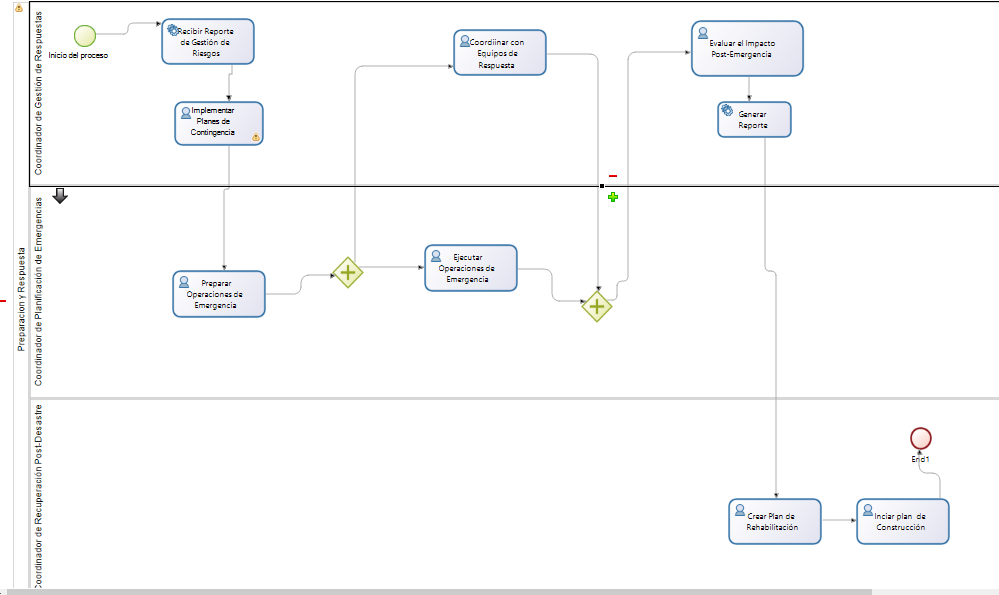 Preparacion y Respuesta
Coordinador de Gestión de Respuestas
Inicio del proceso
Recibir Reporte
de Gestión de
Riesgos
Implementar
Planes de
Contingencia
Coordiinar con
Equipos de
Respuesta
Evaluar el Impacto
Post-Emergencia
Generar
Reporte
Coordinador de Planificación de Emergencias
Preparar
Operaciones de
Emergencia
Ejecutar
Operaciones de
Emergencia
Coordinador de Recuperación Post-Desastre
Crear Plan de
Rehabilitación
Inciar plan de
Construcción
End1